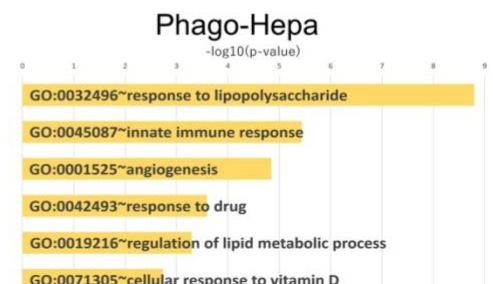 Phago-Hepa
-log10(p-value)
0 1 2 3 4 5 6 7 8 9
GO:0032496~response to lipopolysaccharide
GO:0045087~innate immune response
GO:0001525~angiogenesis
GO:0042493~response to drug
GO:0019216~regulation of lipid metabolic process
GO:0071305~cellular response to vitamin D